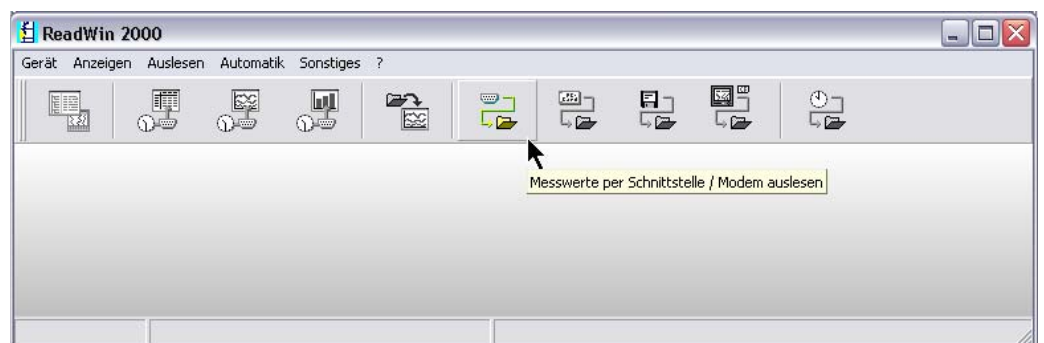 ReadWin 2000
Gerät Anzeigen Auslesen Automatik Sonstiges ?
Messwerte per Schnittstelle / Modem auslesen